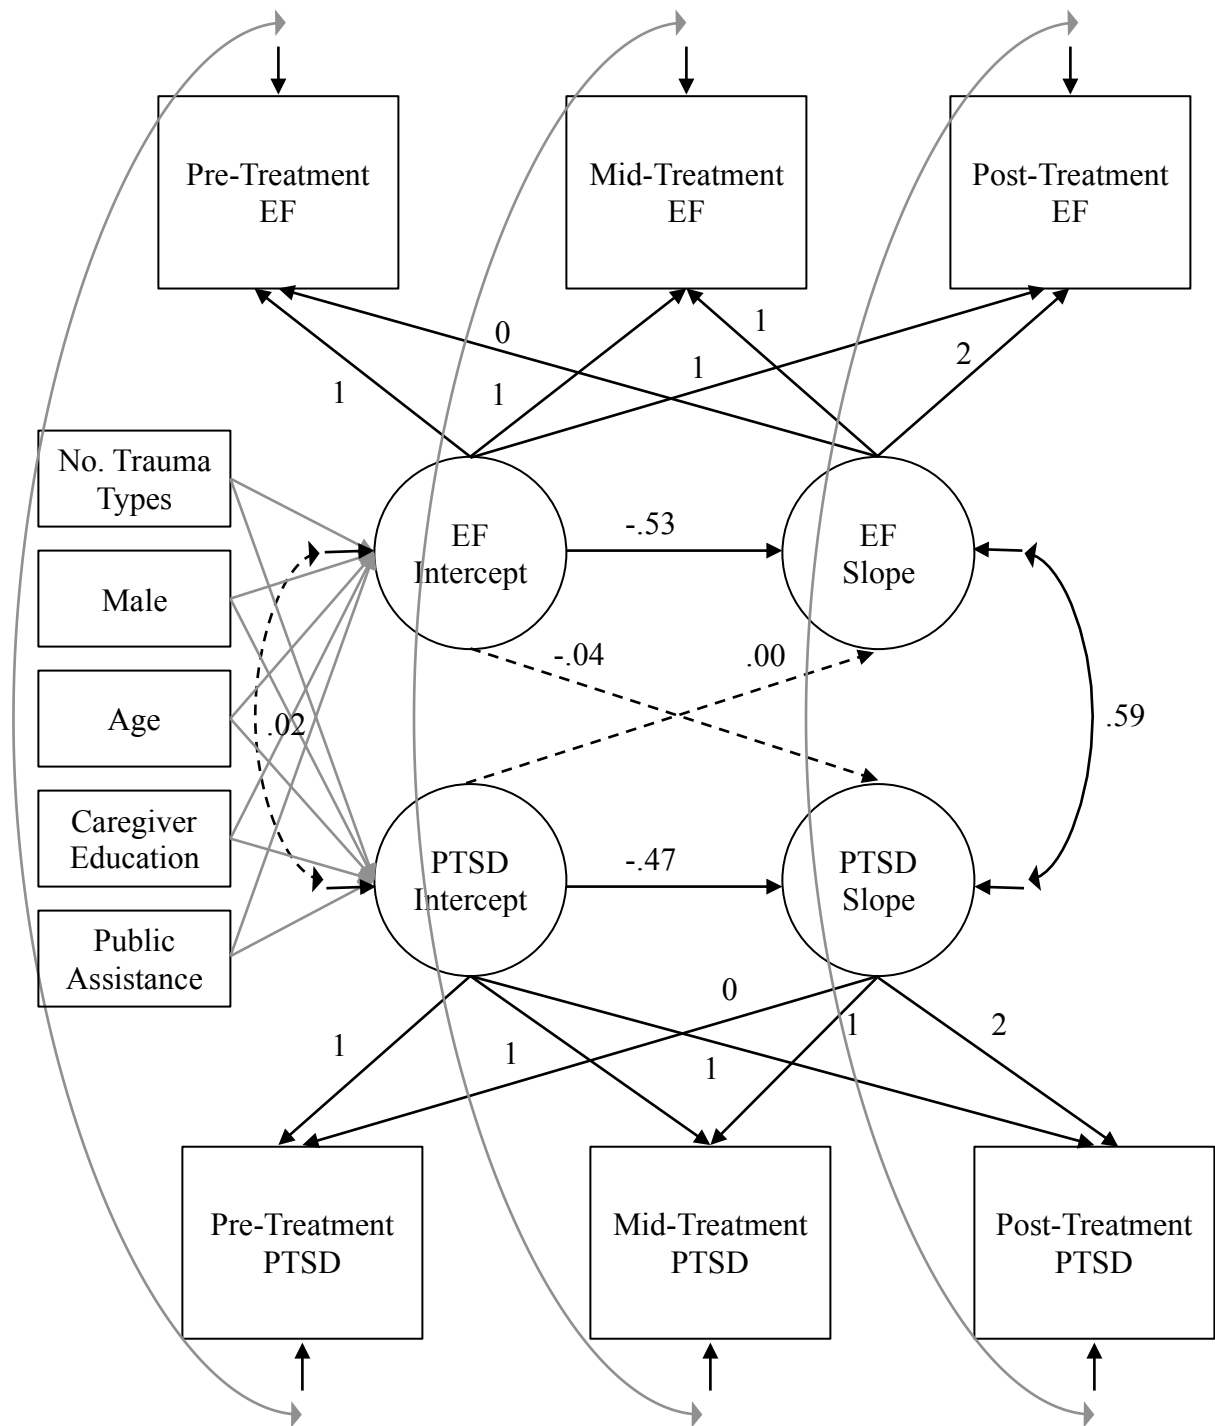 Pre-Treatment
EF
Mid-Treatment
EF
Post-Treatment
EF
0
1
1
1
1
2
No. Trauma
Types
Male
Age
Caregiver
Education
Public
Assistance
EF
Intercept
-.53
EF
Slope
-.04
.00
.02
.59
PTSD
Intercept
-.47
PTSD
Slope
1
1
0
1
1
2
Pre-Treatment
PTSD
Mid-Treatment
PTSD
Post-Treatment
PTSD